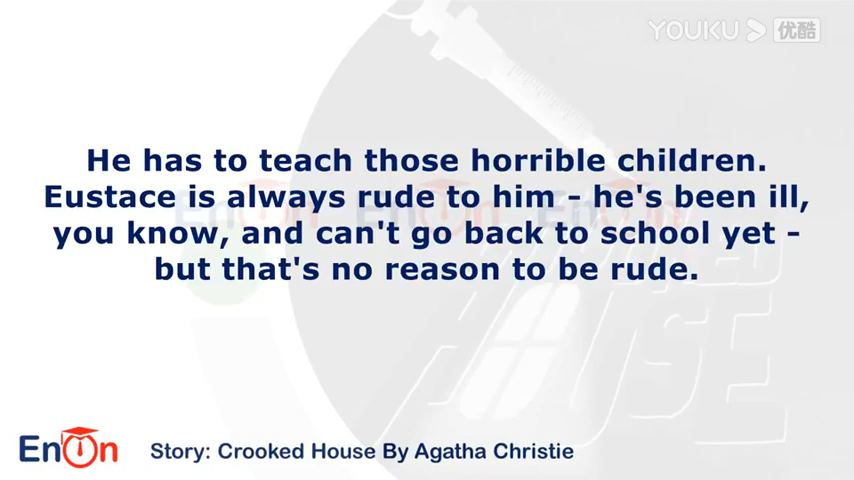 YOUKU 优酷
He has to teach those horrible children.
Eustace is always rude to him - he's been ill,
you know, and can't go back to school yet -
but that's no reason to be rude.
HOUSE
EnOn
Story: Crooked House By Agatha Christie